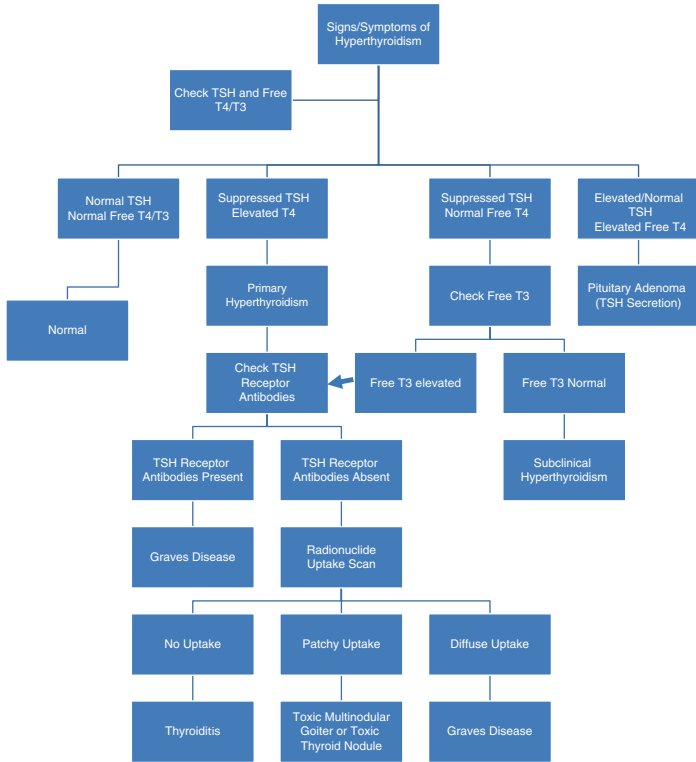 Signs/Symptoms of
Hyperthyroidism
Check TSH and Free
T4/T3
Normal TSH
Normal Free T4/T3
Suppressed TSH
Elevated T4
Suppressed TSH
Normal Free T4
Elevated/Normal
TSH
Elevated Free T4
Normal
Primary
Hyperthyroidism
Check Free T3
Pituitary Adenoma
(TSH Secretion)
Check TSH
Receptor
Antibodies
Free T3 elevated
Free T3 Normal
TSH Receptor
Antibodies Present
TSH Receptor
Antibodies Absent
Subclinical
Hyperthyroidism
Graves Disease
Radionuclide
Uptake Scan
No Uptake
Patchy Uptake
Diffuse Uptake
Thyroiditis
Toxic Multinodular
Goiter or Toxic
Thyroid Nodule
Graves Disease